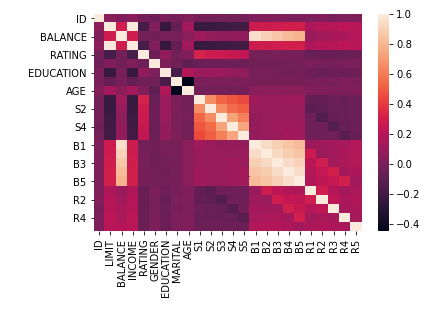 ID
BALANCE
RATING
EDUCATION
AGE
S2
S4
B1
B3
B5
R2
R4
ID
LIMIT
BALANCE
INCOME
RATING
GENDER
EDUCATION
MARITAL
AGE
S1
S2
S3
S4
S5
B1
B2
B3
B4
B5
R1
R2
R3
R4
R5
1.0
0.8
0.6
0.4
0.2
0.0
-0.2
-0.4